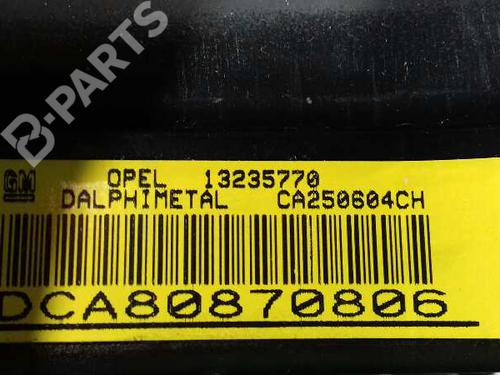 B-PARTS
GM OPEL 13235770
DALPHIMETAL CA250604CH
DCA80870806